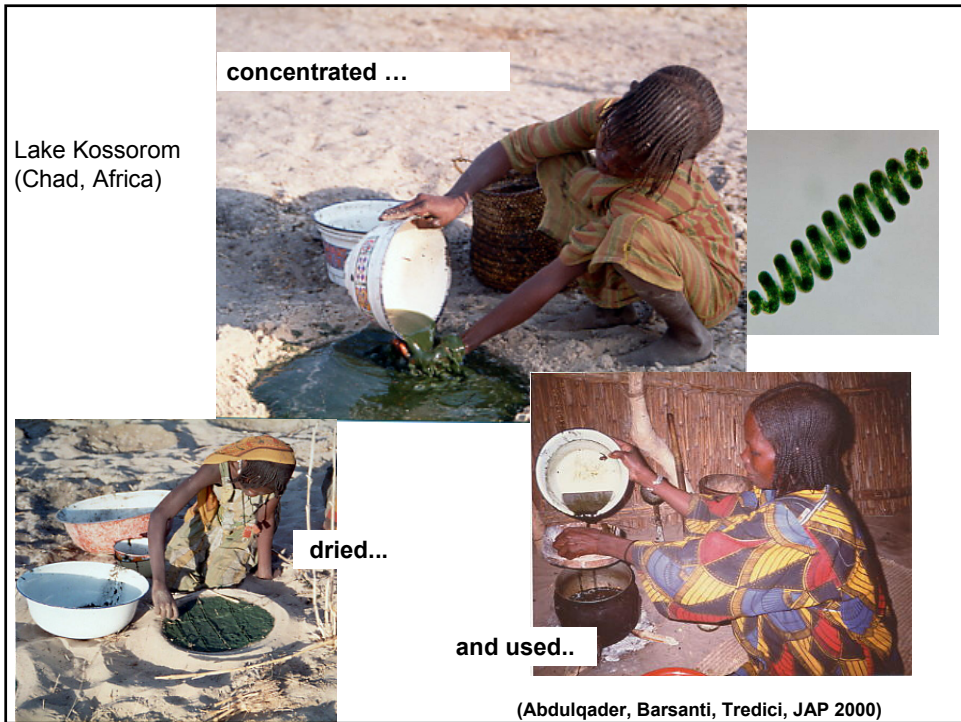 concentrated …
Lake Kossorom
(Chad, Africa)
dried...
and used..
(Abdulqader, Barsanti, Tredici, JAP 2000)